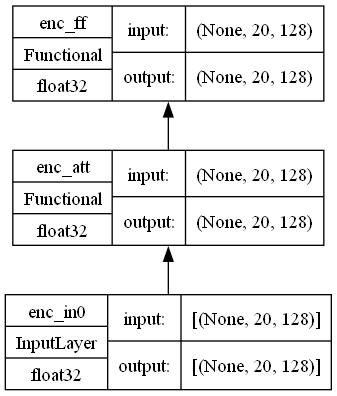 enc_ff
Functional
float32
input: (None, 20, 128)
output: (None, 20, 128)
enc_att
Functional
float32
input: (None, 20, 128)
output: (None, 20, 128)
enc_in0
InputLayer
float32
input: [(None, 20, 128)]
output: [(None, 20, 128)]